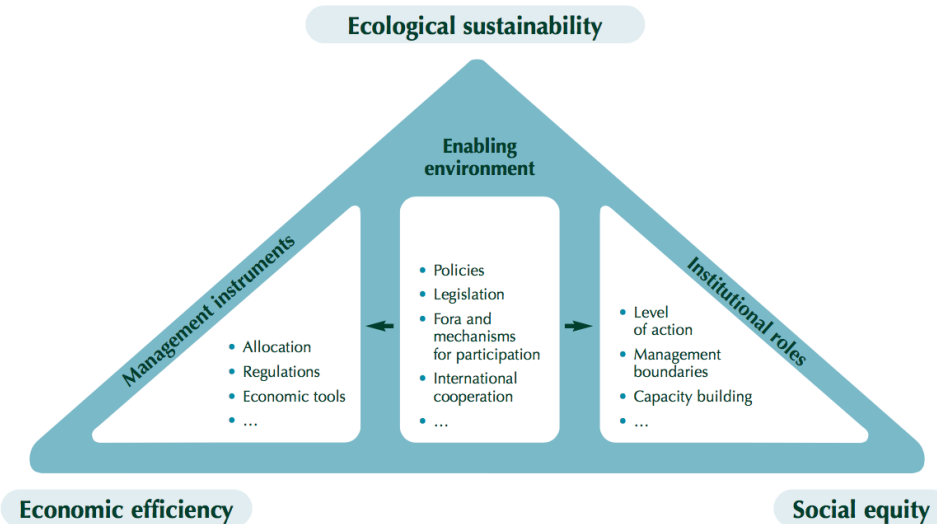 Ecological sustainability
Enabling
environment
Management instruments
• Allocation
• Regulations
• Economic tools
• ...
• Policies
• Legislation
• Fora and
mechanisms
for participation
• International
cooperation
• ...
Institutional roles
• Level
of action
• Management
boundaries
• Capacity building
• ...
Economic efficiency
Social equity